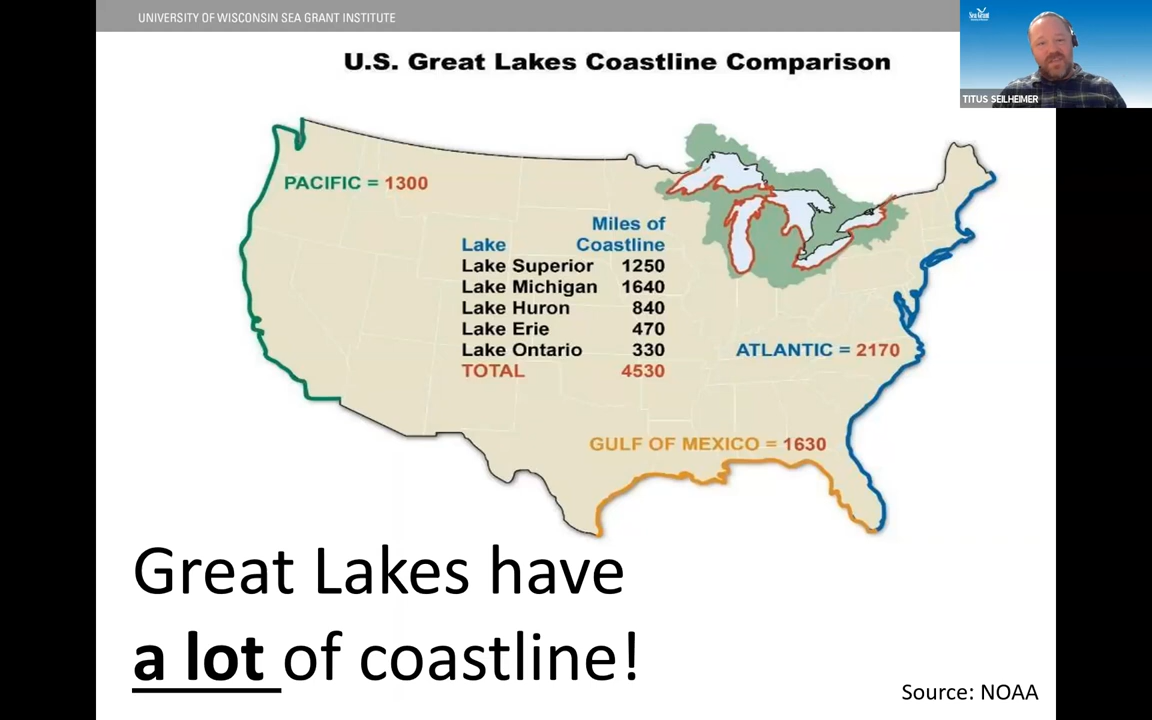 UNIVERSITY OF WISCONSIN SEA GRANT INSTITUTE
Sea Grant
TITUS SEILHEIMER
U.S. Great Lakes Coastline Comparison
PACIFIC = 1300
Miles of
Lake Coastline
Lake Superior 1250
Lake Michigan 1640
Lake Huron 840
Lake Erie 470
Lake Ontario 330
TOTAL 4530
ATLANTIC = 2170
GULF OF MEXICO = 1630
Great Lakes have
a lot of coastline!
Source: NOAA